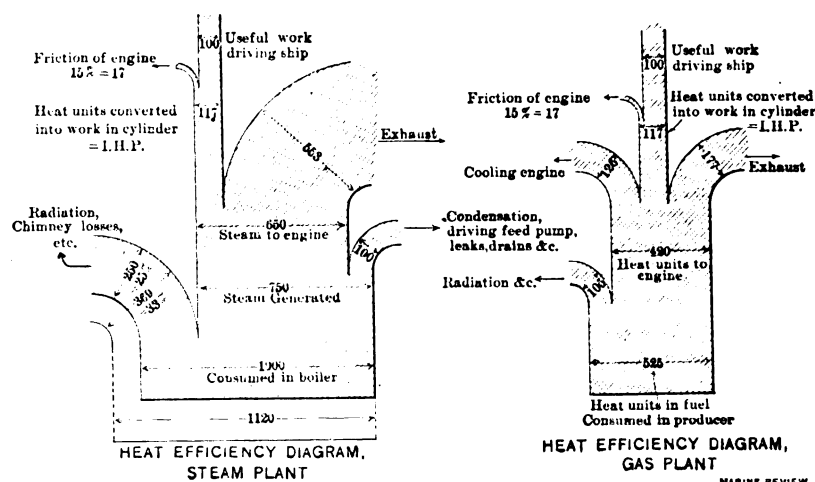 100
Useful work
driving ship
Friction of engine
15% = 17
117
Heat units converted
into work in cylinder
= I.H.P.
553
Exhaust
Radiation,
Chimney losses,
etc.
650
Steam to engine
Condensation,
driving feed pump,
leaks, drains &c.
100
250
750
Steam Generated
1000
Consumed in boiler
1120
HEAT EFFICIENCY DIAGRAM,
STEAM PLANT
100
Useful work
driving ship
Friction of engine
15% = 17
117
Heat units converted
into work in cylinder
= I.H.P.
Cooling engine
126
177
Exhaust
420
Heat units to
engine
Radiation &c.
105
525
Heat units in fuel
Consumed in producer
HEAT EFFICIENCY DIAGRAM,
GAS PLANT
MARINE REVIEW